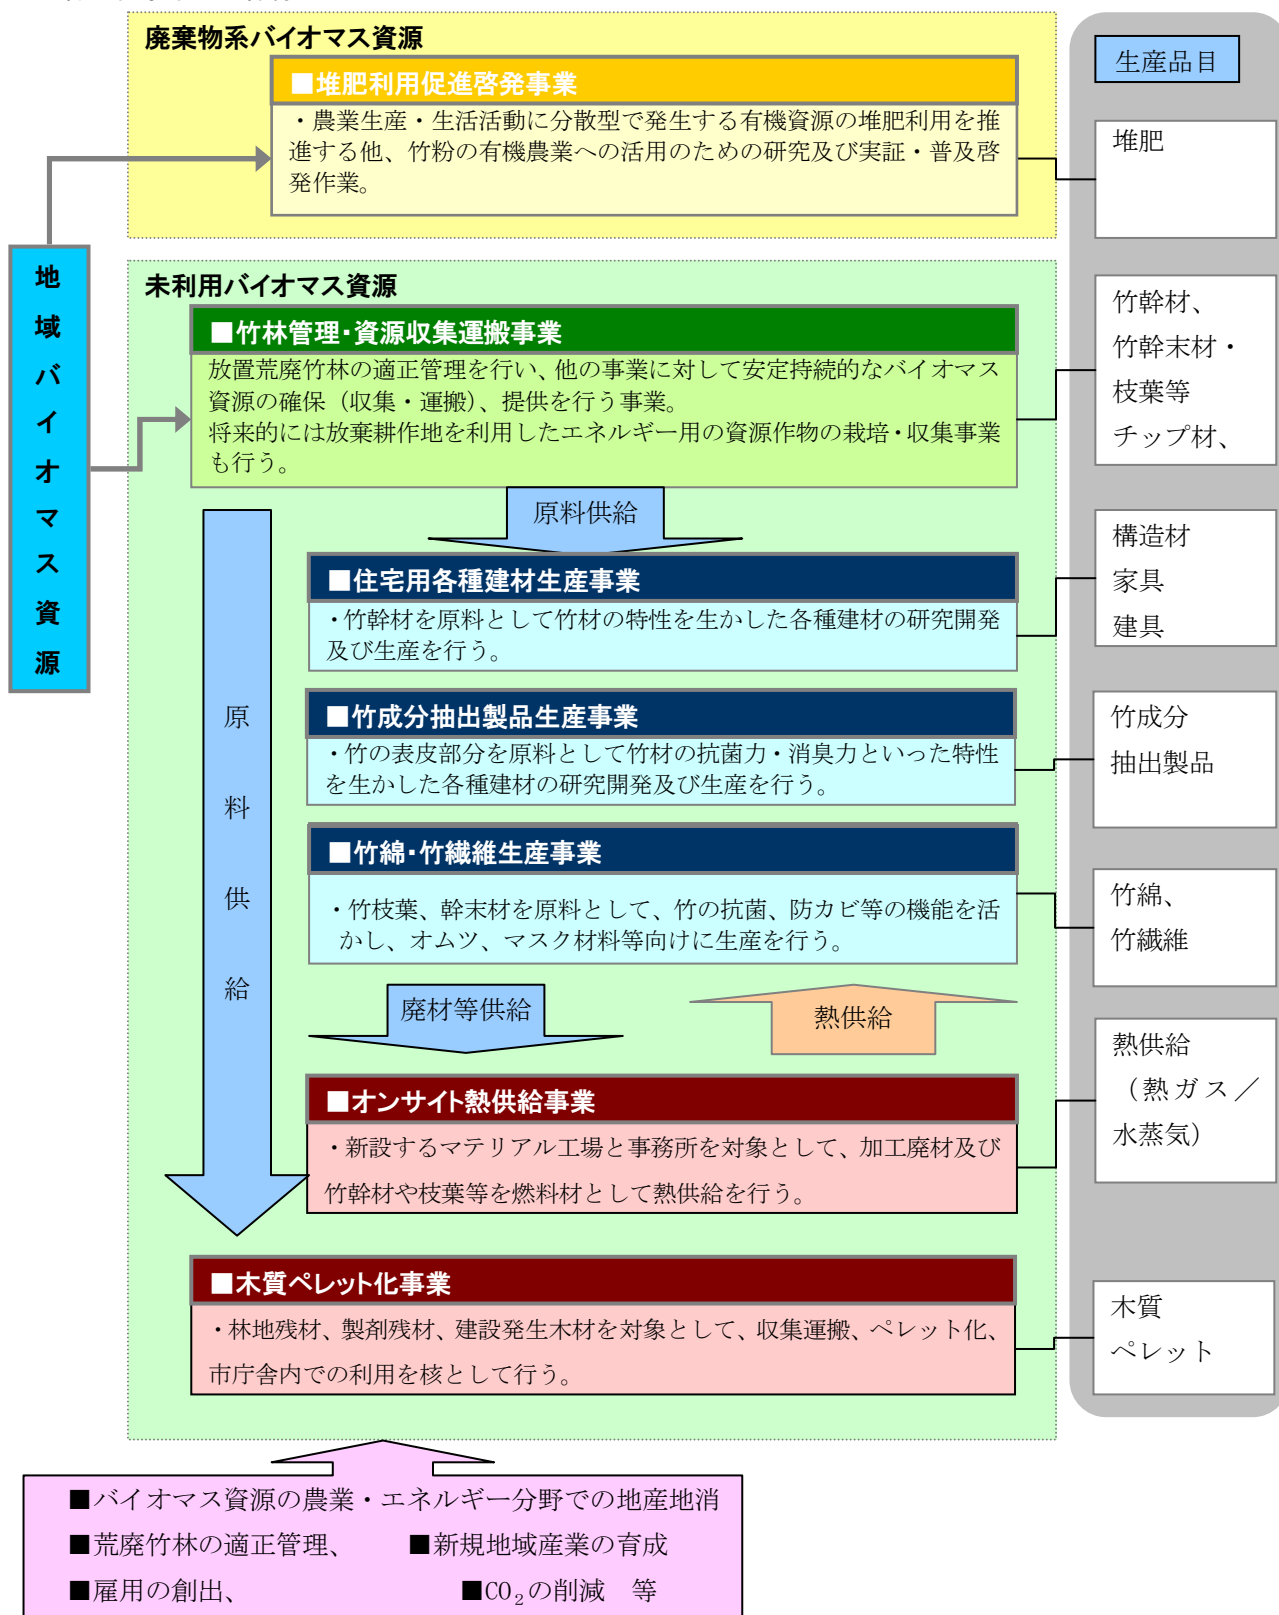 廃棄物系バイオマス資源
■堆肥利用促進啓発事業
・農業生産・生活活動に分散型で発生する有機資源の堆肥利用を推
進する他、竹粉の有機農業への活用のための研究及び実証・普及啓
発作業。
生産品目
堆肥
地域バイオマス資源
未利用バイオマス資源
■竹林管理・資源収集運搬事業
放置荒廃竹林の適正管理を行い、他の事業に対して安定持続的なバイオマス
資源の確保（収集・運搬）、提供を行う事業。
将来的には放棄耕作地を利用したエネルギー用の資源作物の栽培・収集事業
も行う。
竹幹材、
竹幹末材・
枝葉等
チップ材、
原料供給
原料供給
■住宅用各種建材生産事業
・竹幹材を原料として竹材の特性を生かした各種建材の研究開発
及び生産を行う。
構造材
家具
建具
■竹成分抽出製品生産事業
・竹の表皮部分を原料として竹材の抗菌力・消臭力といった特性
を生かした各種建材の研究開発及び生産を行う。
竹成分
抽出製品
■竹綿・竹繊維生産事業
・竹枝葉、幹末材を原料として、竹の抗菌、防カビ等の機能を活
かし、オムツ、マスク材料等向けに生産を行う。
竹綿、
竹繊維
廃材等供給
熱供給
■オンサイト熱供給事業
・新設するマテリアル工場と事務所を対象として、加工廃材及び
竹幹材や枝葉等を燃料材として熱供給を行う。
熱供給
（熱ガス／
水蒸気）
■木質ペレット化事業
・林地残材、製剤残材、建設発生木材を対象として、収集運搬、ペレット化、
市庁舎内での利用を核として行う。
木質
ペレット
■バイオマス資源の農業・エネルギー分野での地産地消
■荒廃竹林の適正管理、 ■新規地域産業の育成
■雇用の創出、 ■CO₂の削減 等